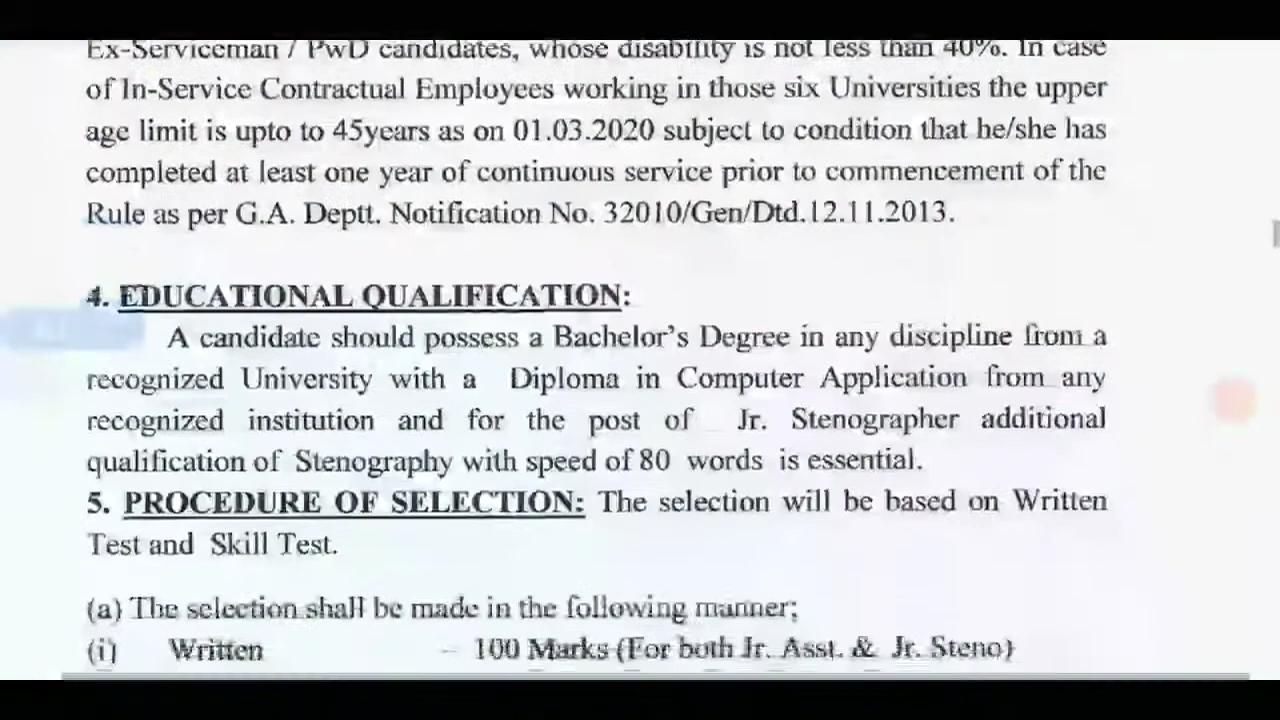 Ex-Serviceman / PwD candidates, whose disability is not less than 40%. In case
of In-Service Contractual Employees working in those six Universities the upper
age limit is upto to 45years as on 01.03.2020 subject to condition that he/she has
completed at least one year of continuous service prior to commencement of the
Rule as per G.A. Deptt. Notification No. 32010/Gen/Dtd.12.11.2013.
4. EDUCATIONAL QUALIFICATION:
A candidate should possess a Bachelor's Degree in any discipline from a
recognized University with a Diploma in Computer Application from any
recognized institution and for the post of Jr. Stenographer additional
qualification of Stenography with speed of 80 words is essential.
5. PROCEDURE OF SELECTION: The selection will be based on Written
Test and Skill Test.
(a) The selection shall be made in the following manner;
(i) Written - 100 Marks (For both Jr. Asst. & Jr. Steno)